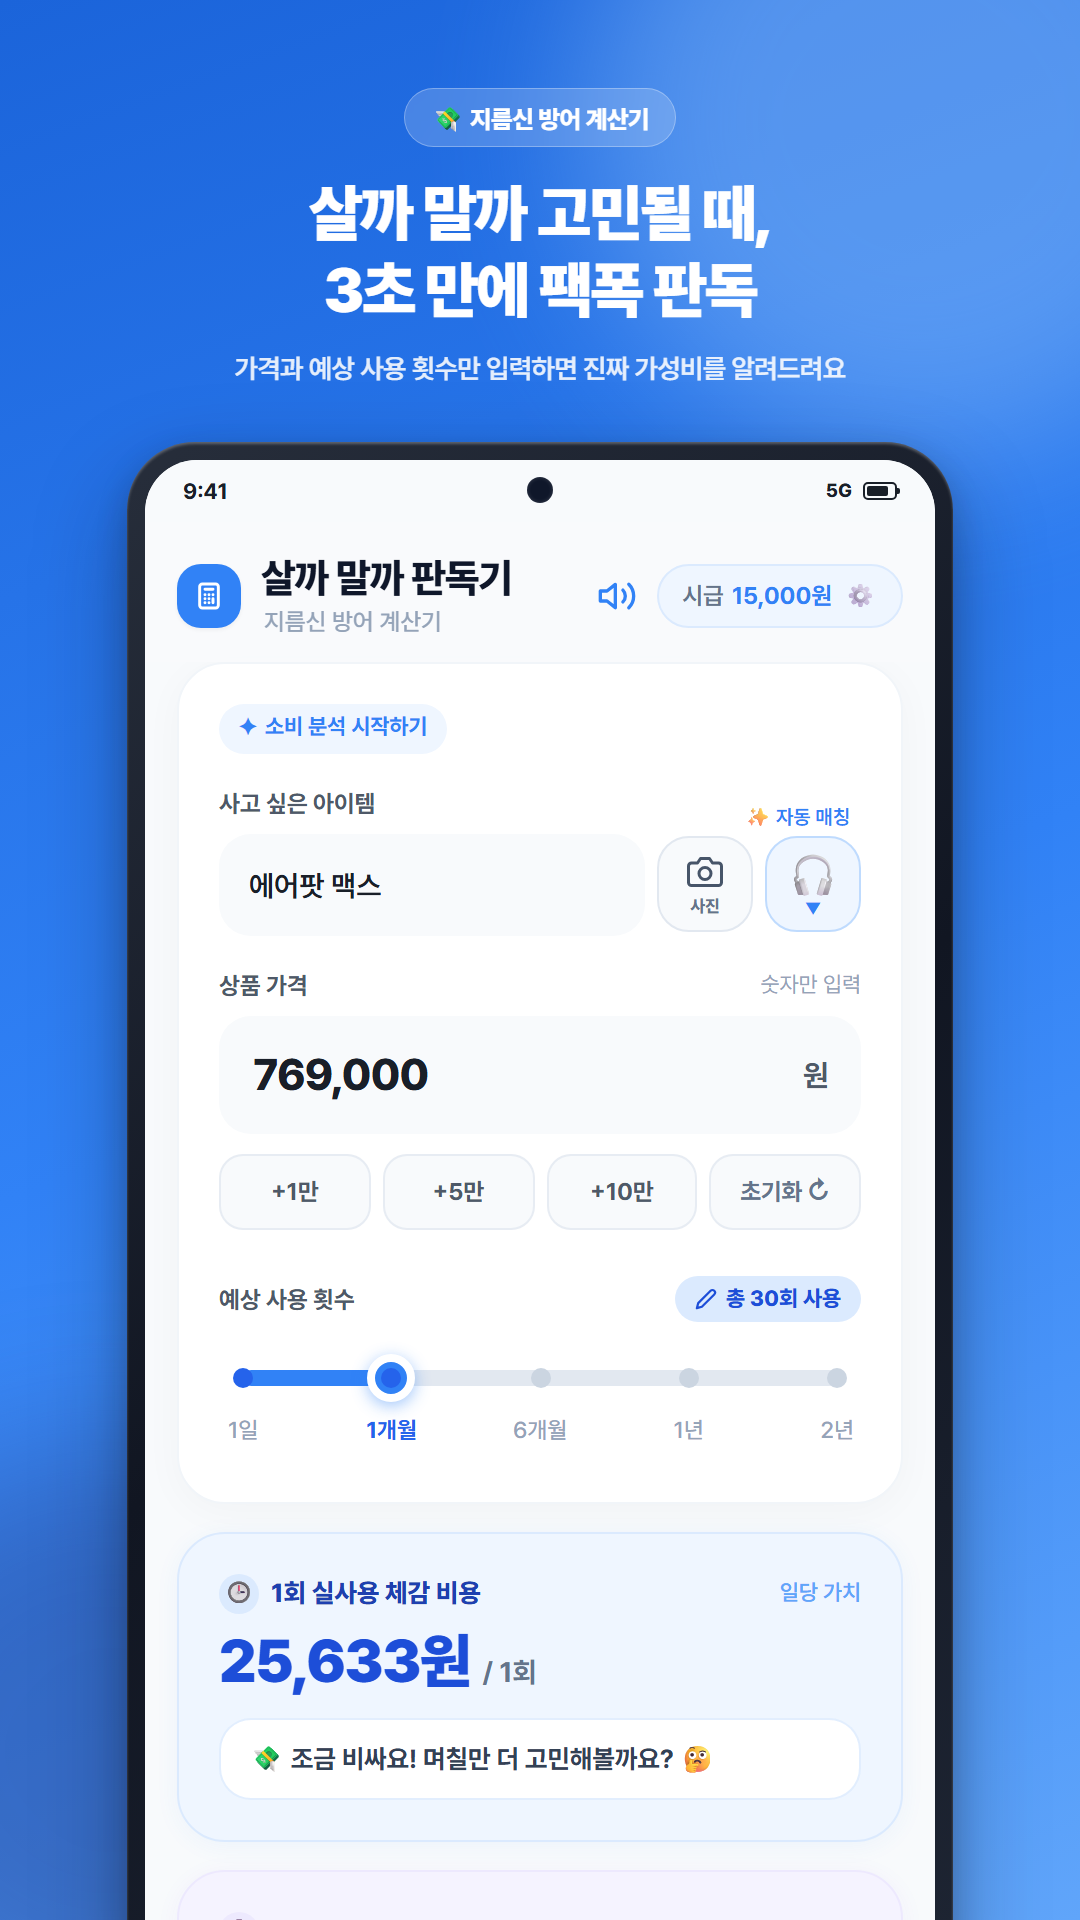 💸 지름신 방어 계산기
살까 말까 고민될 때,
3초 만에 팩폭 판독
가격과 예상 사용 횟수만 입력하면 진짜 가성비를 알려드려요
9:41
5G
살까 말까 판독기
지름신 방어 계산기
시급 15,000원 ⚙️
✦ 소비 분석 시작하기
사고 싶은 아이템
✨ 자동 매칭
에어팟 맥스
사진
▼
상품 가격
숫자만 입력
769,000
원
+1만
+5만
+10만
초기화 ↻
예상 사용 횟수
총 30회 사용
1일
1개월
6개월
1년
2년
1회 실사용 체감 비용
일당 가치
25,633원 / 1회
💸 조금 비싸요! 며칠만 더 고민해볼까요? 🤔